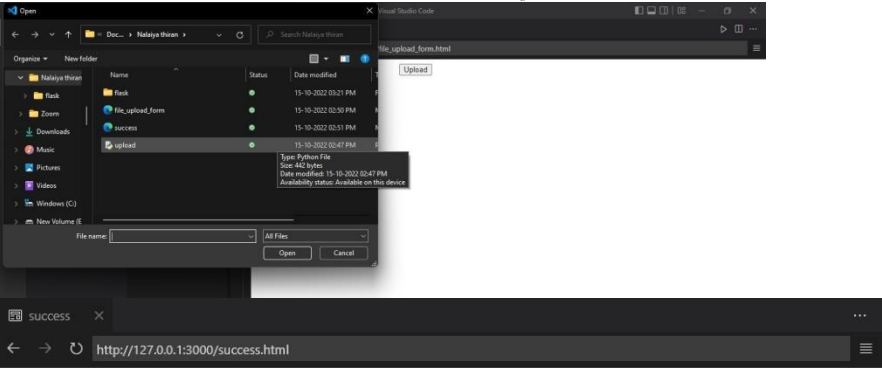 Open
Visual Studio Code
Doc... › Nalaiya thiran ›
Search Nalaiya thiran
file_upload_form.html
Organize
New folder
Upload
Nalaiya thiran
Name
Status
Date modified
flask
flask
15-10-2022 03:21 PM
Zoom
file_upload_form
15-10-2022 02:50 PM
Downloads
success
15-10-2022 02:51 PM
Music
upload
15-10-2022 02:47 PM
Type: Python File
Size: 442 bytes
Date modified: 15-10-2022 02:47 PM
Availability status: Available on this device
Pictures
Videos
Windows (C:)
New Volume (E
File name:
All Files
Open
Cancel
success
http://127.0.0.1:3000/success.html